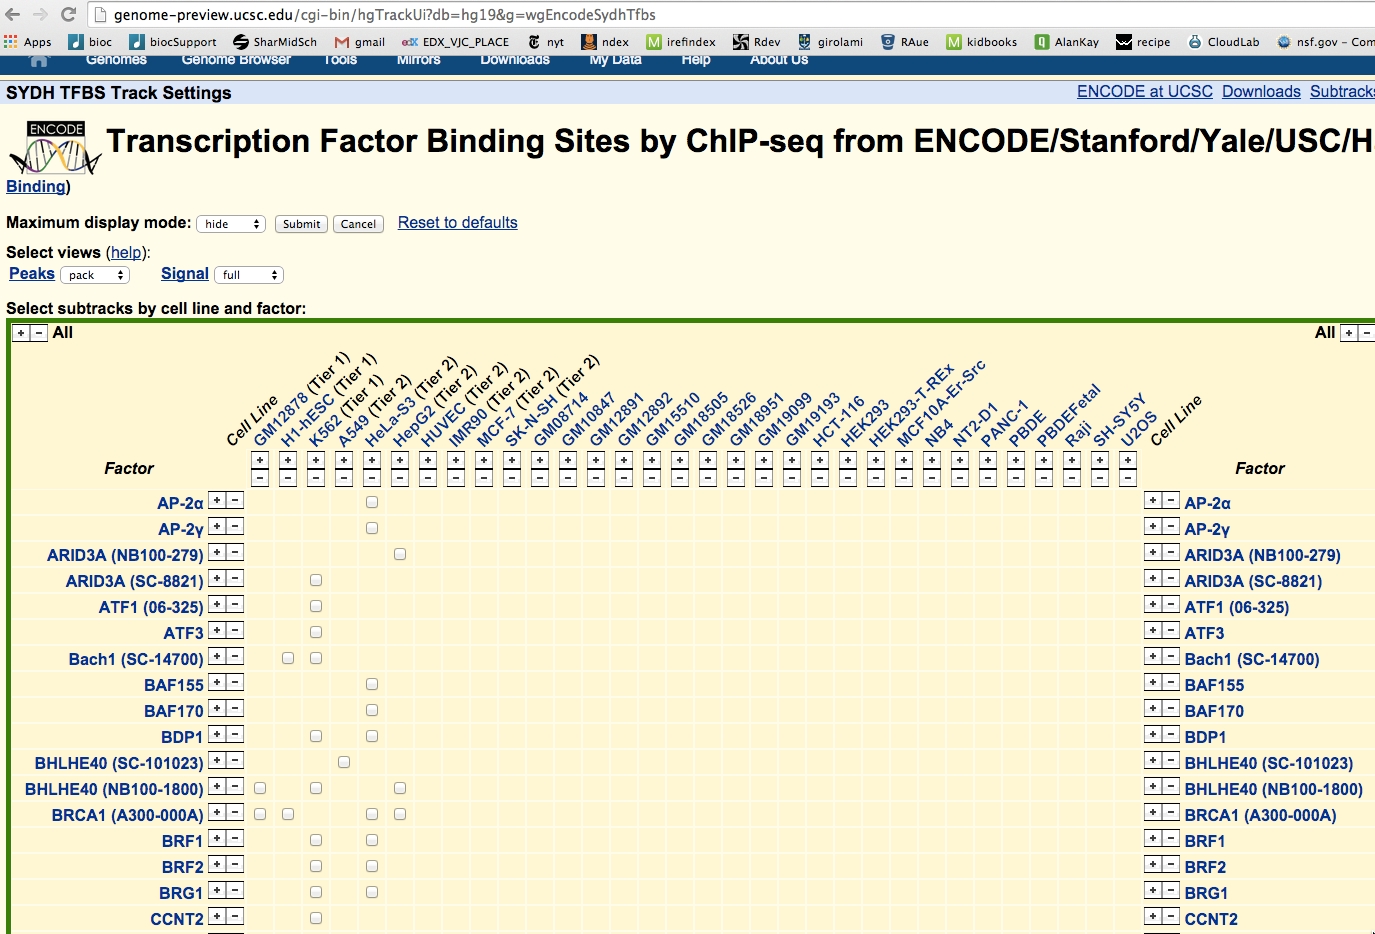 genome-preview.ucsc.edu/cgi-bin/hgTrackUi?db=hg19&g=wgEncodeSydhTfbs
Apps bioc biocSupport SharMidSch gmail edX EDX_VJC_PLACE nyt ndex irefindex Rdev girolami RAue kidbooks AlanKay recipe CloudLab nsf.gov – Com
Genomes Genome Browser Tools Mirrors Downloads My Data Help About Us
SYDH TFBS Track Settings ENCODE at UCSC Downloads Subtracks
ENCODE
Transcription Factor Binding Sites by ChIP-seq from ENCODE/Stanford/Yale/USC/H
Binding)
Maximum display mode: hide Submit Cancel Reset to defaults
Select views (help):
Peaks pack Signal full
Select subtracks by cell line and factor:
+ - All All + -
Cell Line
GM12878 (Tier 1)
H1-hESC (Tier 1)
K562 (Tier 1)
A549 (Tier 2)
HeLa-S3 (Tier 2)
HepG2 (Tier 2)
HUVEC (Tier 2)
IMR90 (Tier 2)
MCF-7 (Tier 2)
SK-N-SH (Tier 2)
GM08714
GM10847
GM12891
GM12892
GM15510
GM18505
GM18526
GM18951
GM19099
GM19193
HCT-116
HEK293
HEK293-T-REx
MCF10A-Er-Src
NB4
NT2-D1
PANC-1
PBDE
PBDEFetal
Raji
SH-SY5Y
U2OS
Cell Line
+ + + + + + + + + + + + + + + + + + + + + + + + + + + + + + + +
Factor Factor
- - - - - - - - - - - - - - - - - - - - - - - - - - - - - - - -
AP-2α + - + - AP-2α
AP-2γ + - + - AP-2γ
ARID3A (NB100-279) + - + - ARID3A (NB100-279)
ARID3A (SC-8821) + - + - ARID3A (SC-8821)
ATF1 (06-325) + - + - ATF1 (06-325)
ATF3 + - + - ATF3
Bach1 (SC-14700) + - + - Bach1 (SC-14700)
BAF155 + - + - BAF155
BAF170 + - + - BAF170
BDP1 + - + - BDP1
BHLHE40 (SC-101023) + - + - BHLHE40 (SC-101023)
BHLHE40 (NB100-1800) + - + - BHLHE40 (NB100-1800)
BRCA1 (A300-000A) + - + - BRCA1 (A300-000A)
BRF1 + - + - BRF1
BRF2 + - + - BRF2
BRG1 + - + - BRG1
CCNT2 + - + - CCNT2